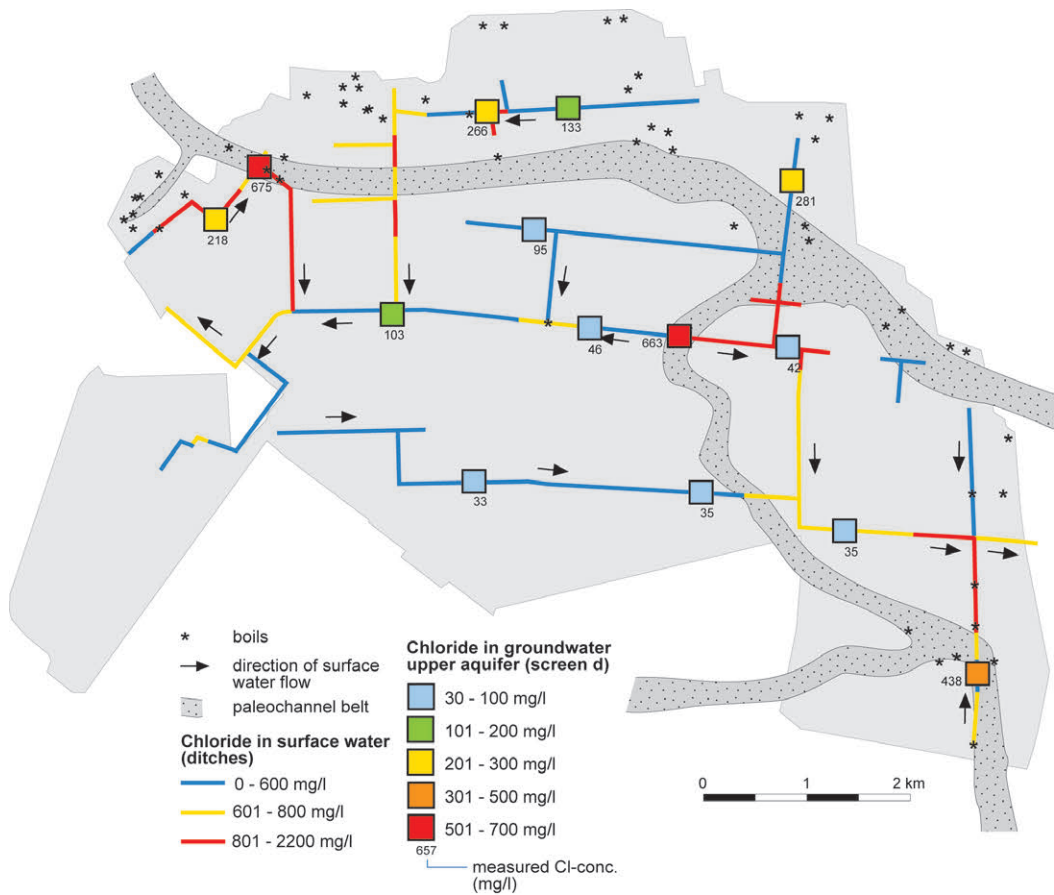 266
133
675
281
218
95
103
46
663
42
33
35
35
438
* boils
direction of surface
water flow
paleochannel belt
Chloride in surface water
(ditches)
0 - 600 mg/l
601 - 800 mg/l
801 - 2200 mg/l
Chloride in groundwater
upper aquifer (screen d)
30 - 100 mg/l
101 - 200 mg/l
201 - 300 mg/l
301 - 500 mg/l
501 - 700 mg/l
657
measured Cl-conc.
(mg/l)
0 1 2 km